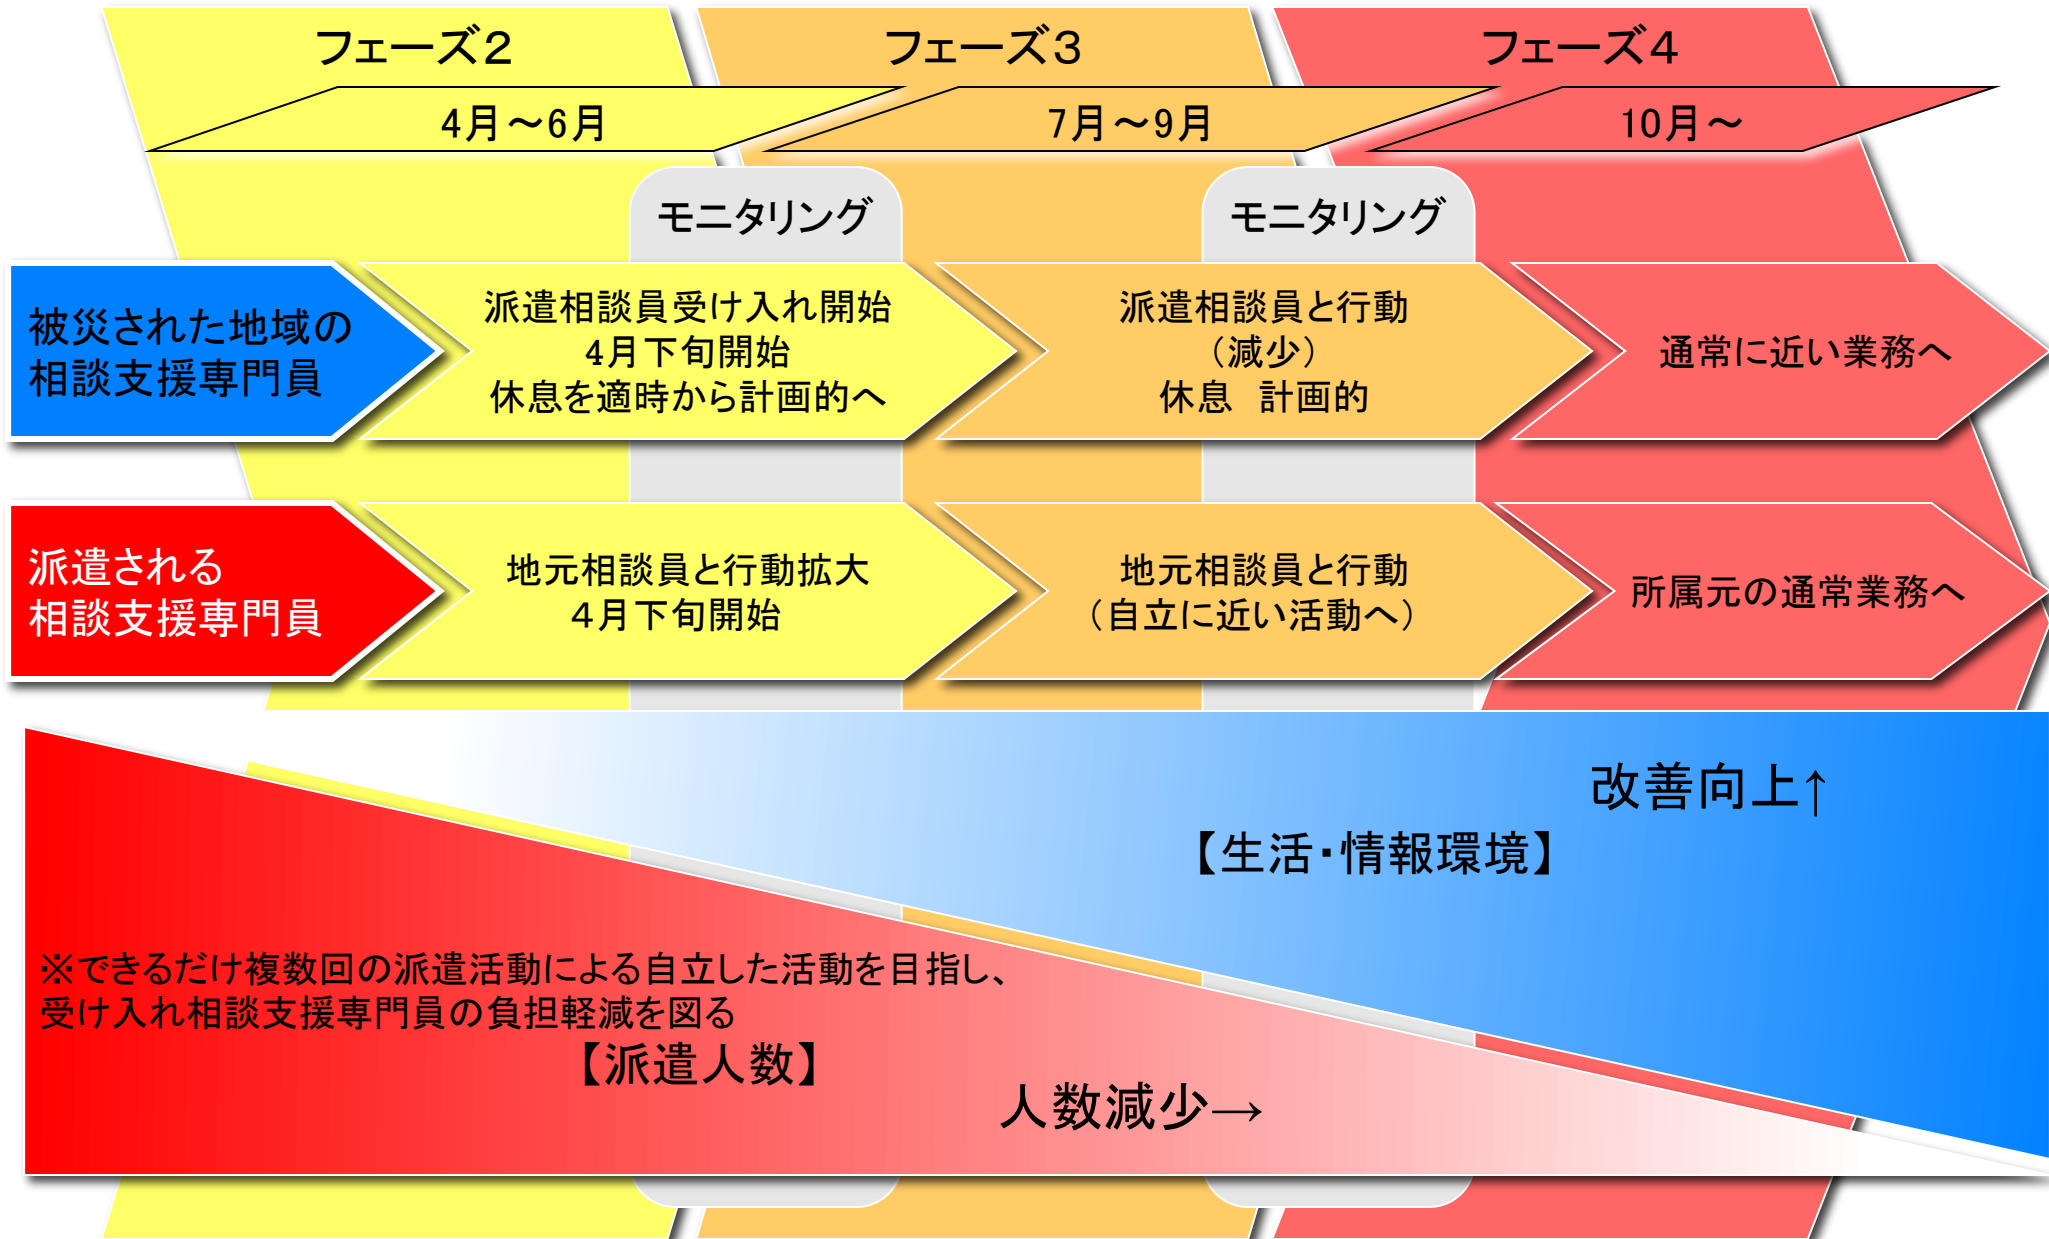 フェーズ２
フェーズ３
フェーズ４
4月～6月
7月～9月
10月～
モニタリング
モニタリング
被災された地域の
相談支援専門員
派遣相談員受け入れ開始
4月下旬開始
休息を適時から計画的へ
派遣相談員と行動
（減少）
休息　計画的
通常に近い業務へ
派遣される
相談支援専門員
地元相談員と行動拡大
４月下旬開始
地元相談員と行動
（自立に近い活動へ）
所属元の通常業務へ
改善向上↑
【生活・情報環境】
※できるだけ複数回の派遣活動による自立した活動を目指し、
受け入れ相談支援専門員の負担軽減を図る
【派遣人数】
人数減少→